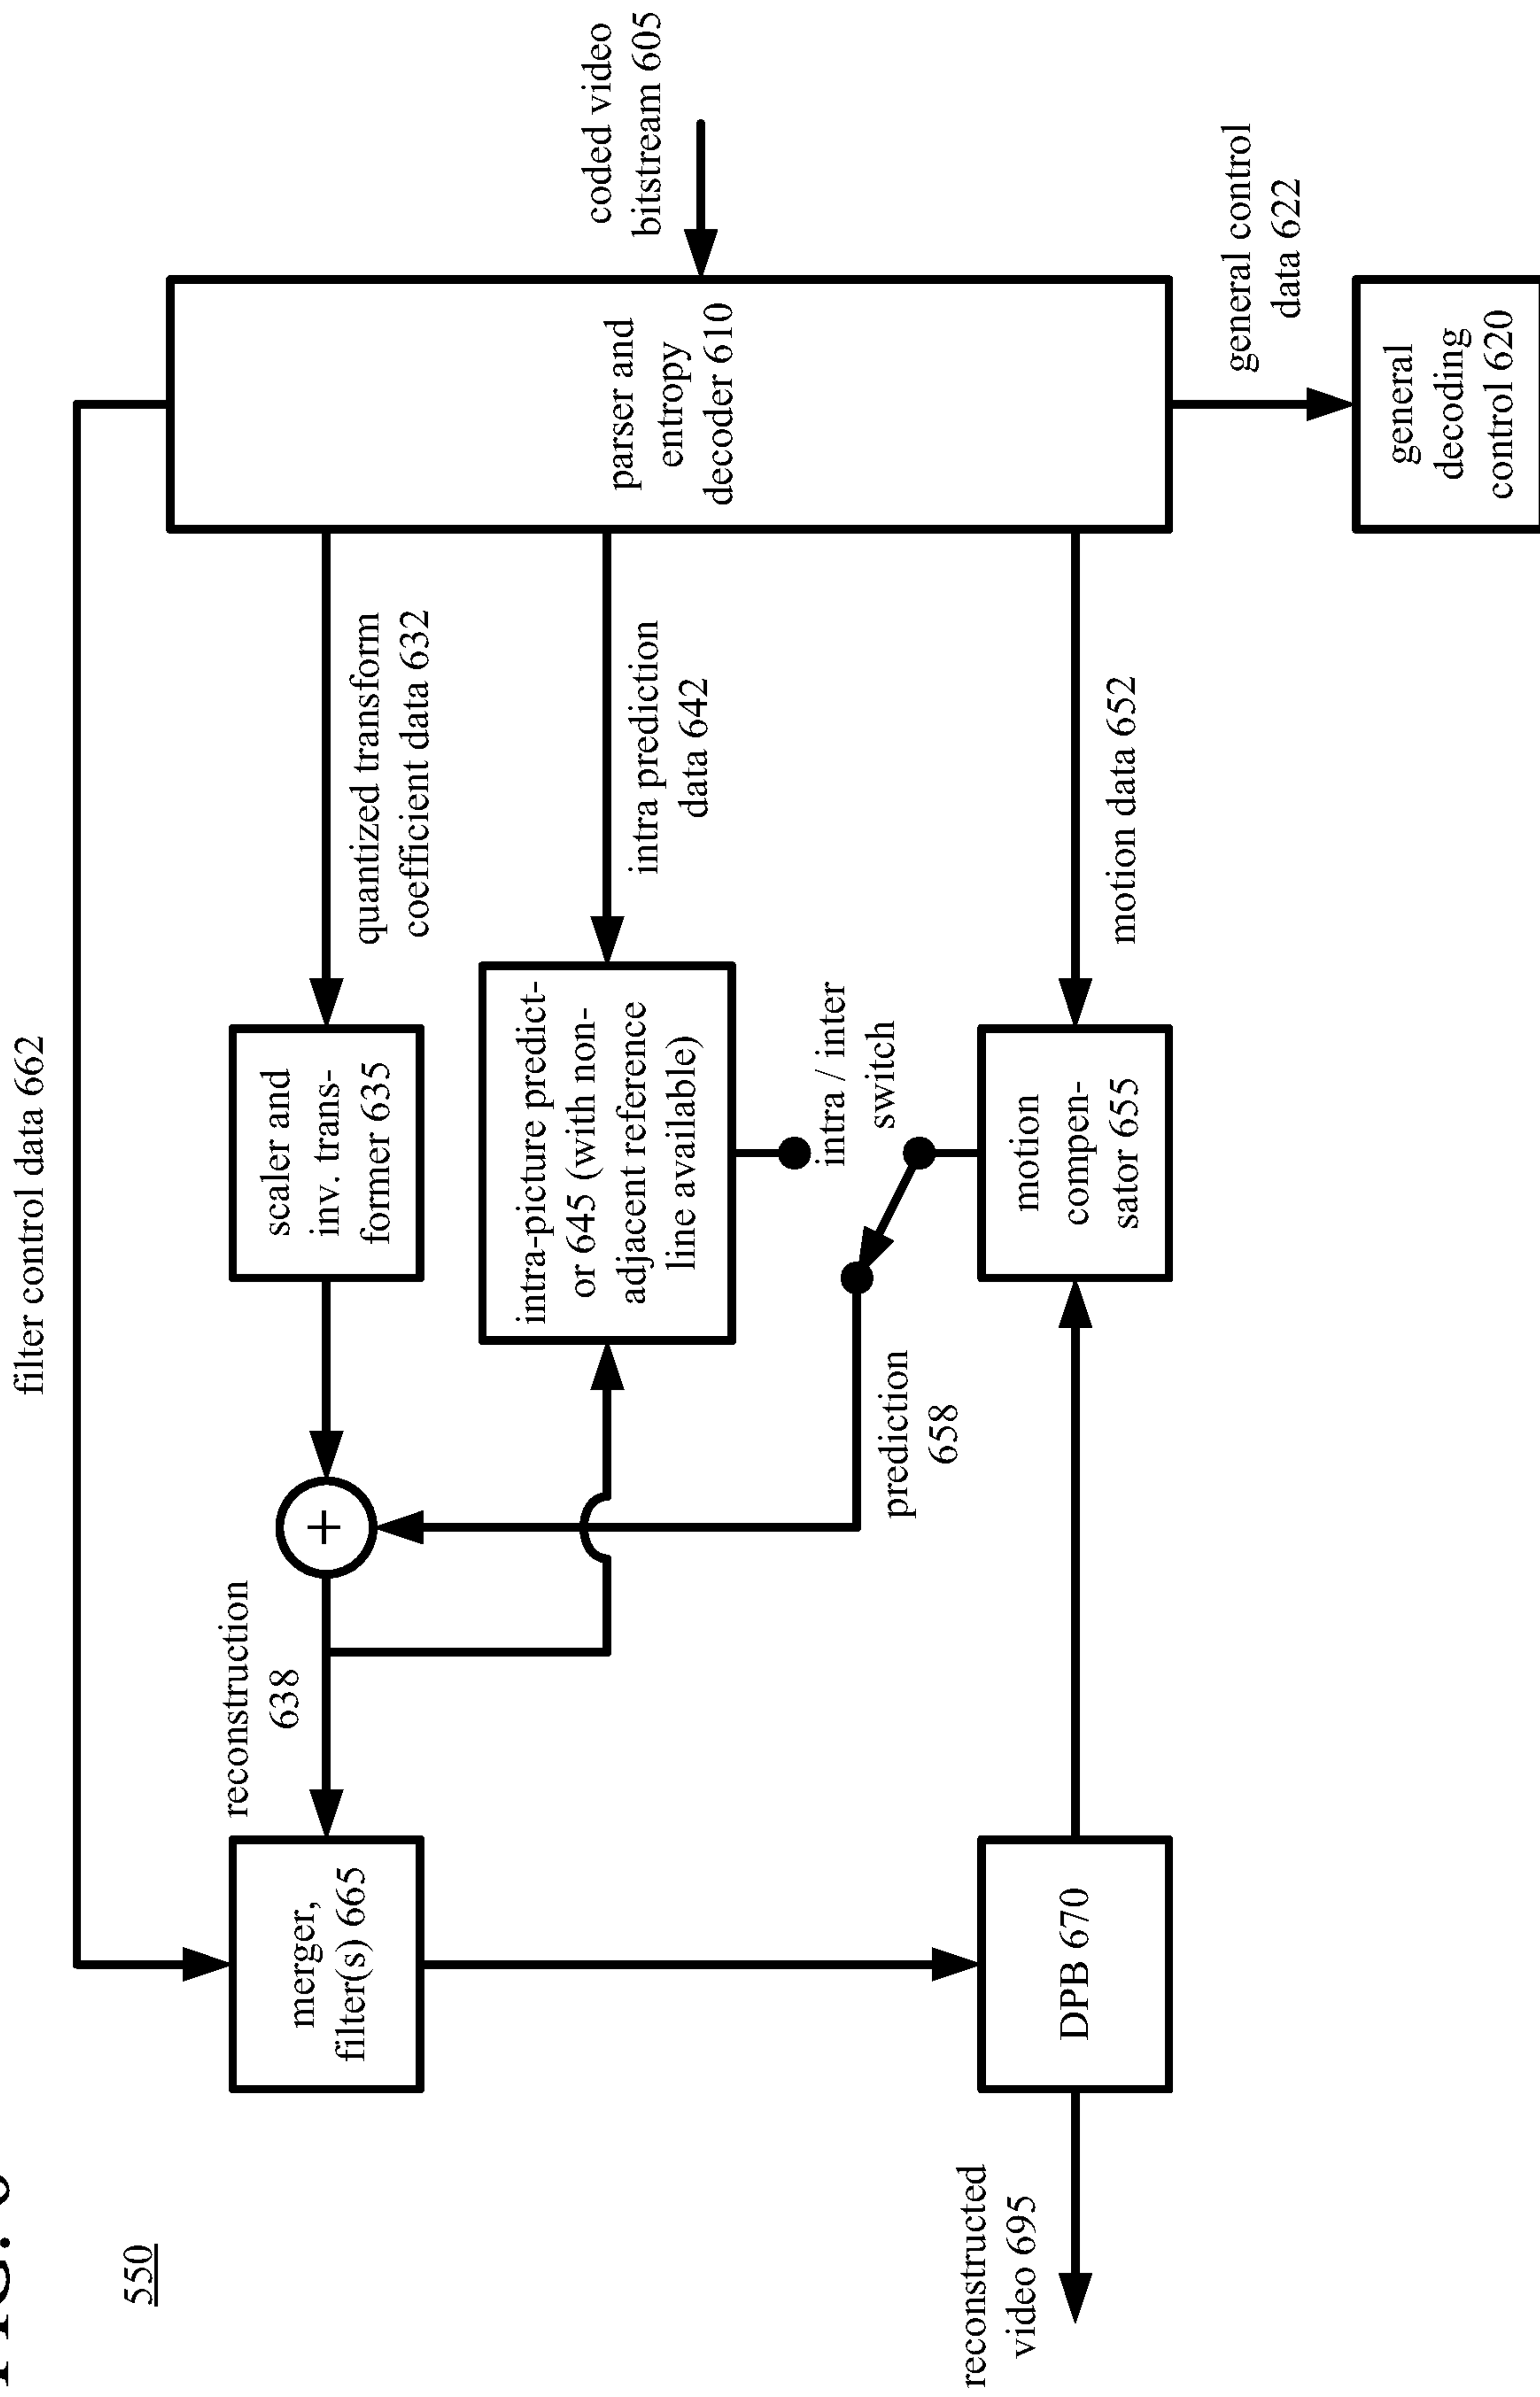 FIG. 6
550
filter control data 662
reconstruction
638
merger,
filter(s) 665
scaler and
inv. trans-
former 635
quantized transform
coefficient data 632
intra-picture predict-
or 645 (with non-
adjacent reference
line available)
intra prediction
data 642
parser and
entropy
decoder 610
coded video
bitstream 605
prediction
658
intra / inter
switch
reconstructed
video 695
DPB 670
motion
compen-
sator 655
motion data 652
general control
data 622
general
decoding
control 620